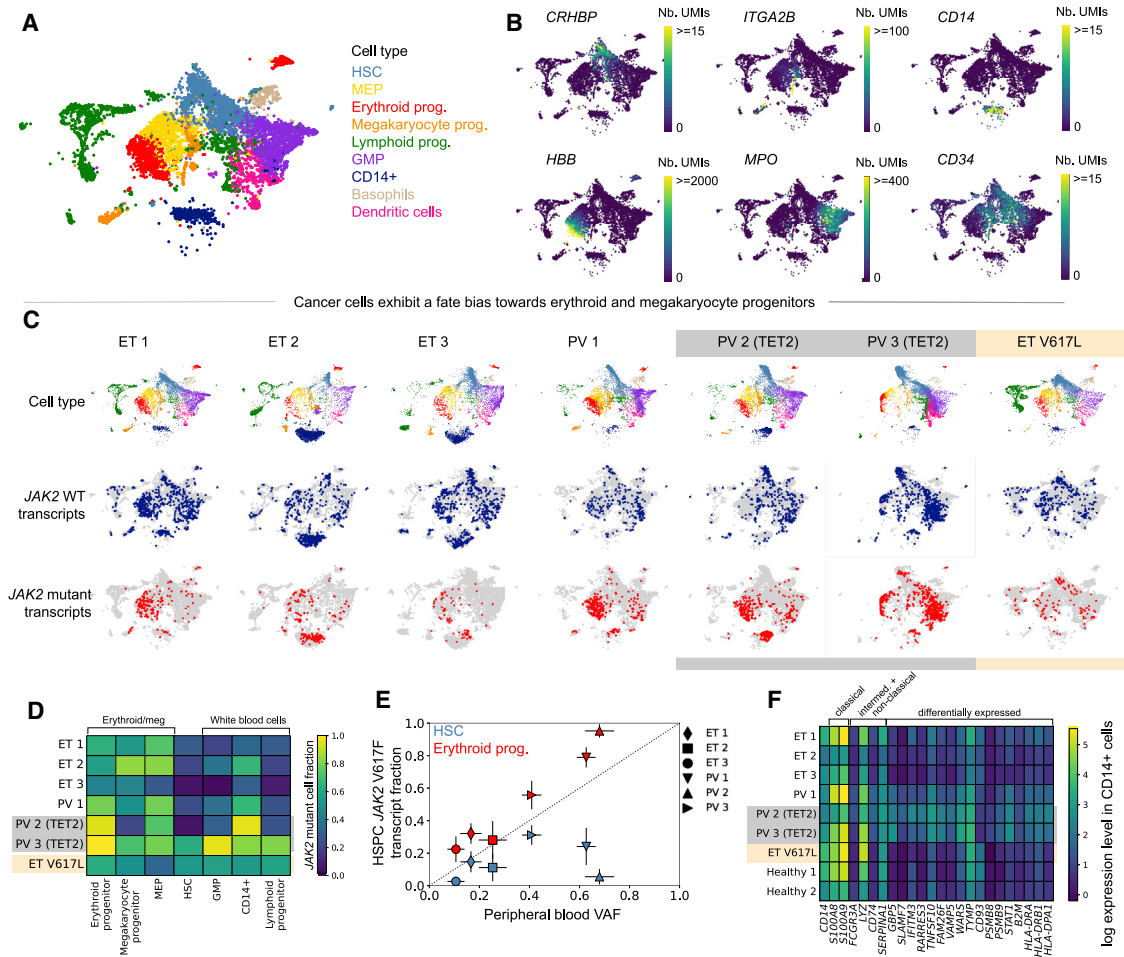 A
Cell type
HSC
MEP
Erythroid prog.
Megakaryocyte prog.
Lymphoid prog.
GMP
CD14+
Basophils
Dendritic cells
B
CRHBP
Nb. UMIs
>=15
0
ITGA2B
Nb. UMIs
>=100
0
CD14
Nb. UMIs
>=15
0
HBB
Nb. UMIs
>=2000
0
MPO
Nb. UMIs
>=400
0
CD34
Nb. UMIs
>=15
0
Cancer cells exhibit a fate bias towards erythroid and megakaryocyte progenitors
C
ET 1 ET 2 ET 3 PV 1 PV 2 (TET2) PV 3 (TET2) ET V617L
Cell type
JAK2 WT
transcripts
JAK2 mutant
transcripts
D
Erythroid/meg White blood cells
ET 1
ET 2
ET 3
PV 1
PV 2 (TET2)
PV 3 (TET2)
ET V617L
Erythroid
progenitor
Megakaryocyte
progenitor
MEP
HSC
GMP
CD14+
Lymphoid
progenitor
1.0
0.8
0.6
0.4
0.2
0.0
JAK2 mutant cell fraction
E
HSPC JAK2 V617F
transcript fraction
1.0
0.8
0.6
0.4
0.2
0.0
HSC
Erythroid prog.
0.0 0.2 0.4 0.6 0.8 1.0
Peripheral blood VAF
ET 1
ET 2
ET 3
PV 1
PV 2
PV 3
F
classical
intermed. +
non-classical
differentially expressed
ET 1
ET 2
ET 3
PV 1
PV 2 (TET2)
PV 3 (TET2)
ET V617L
Healthy 1
Healthy 2
CD14
S100A8
S100A9
FCGR3A
LYZ
CD74
SERPINA1
GBP5
SLAMF7
IFITM3
RARRES3
TNFSF10
FAM26F
VAMP5
WARS
TYMP
CD93
PSMB8
PSMB9
STAT1
B2M
HLA-DRA
HLA-DRB1
HLA-DPA1
5
4
3
2
1
0
log expression level in CD14+ cells